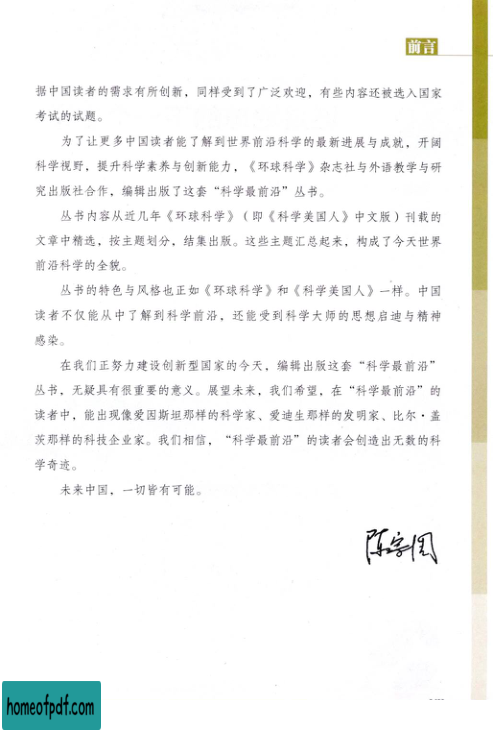 前言
据中国读者的需求有所创新，同样受到了广泛欢迎，有些内容还被选入国家
考试的试题。
为了让更多中国读者能了解到世界前沿科学的最新进展与成就，开阔
科学视野，提升科学素养与创新能力，《环球科学》杂志社与外语教学与研
究出版社合作，编辑出版了这套“科学最前沿”丛书。
丛书内容从近几年《环球科学》（即《科学美国人》中文版）刊载的
文章中精选，按主题划分，结集出版。这些主题汇总起来，构成了今天世界
前沿科学的全貌。
丛书的特色与风格也正如《环球科学》和《科学美国人》一样。中国
读者不仅能从中了解到科学前沿，还能受到科学大师的思想启迪与精神
感染。
在我们正努力建设创新型国家的今天，编辑出版这套“科学最前沿”
丛书，无疑具有很重要的意义。展望未来，我们希望，在“科学最前沿”的
读者中，能出现像爱因斯坦那样的科学家、爱迪生那样的发明家、比尔·盖
茨那样的科技企业家。我们相信，“科学最前沿”的读者会创造出无数的科
学奇迹。
未来中国，一切皆有可能。
陈宗周
homeofpdf.com